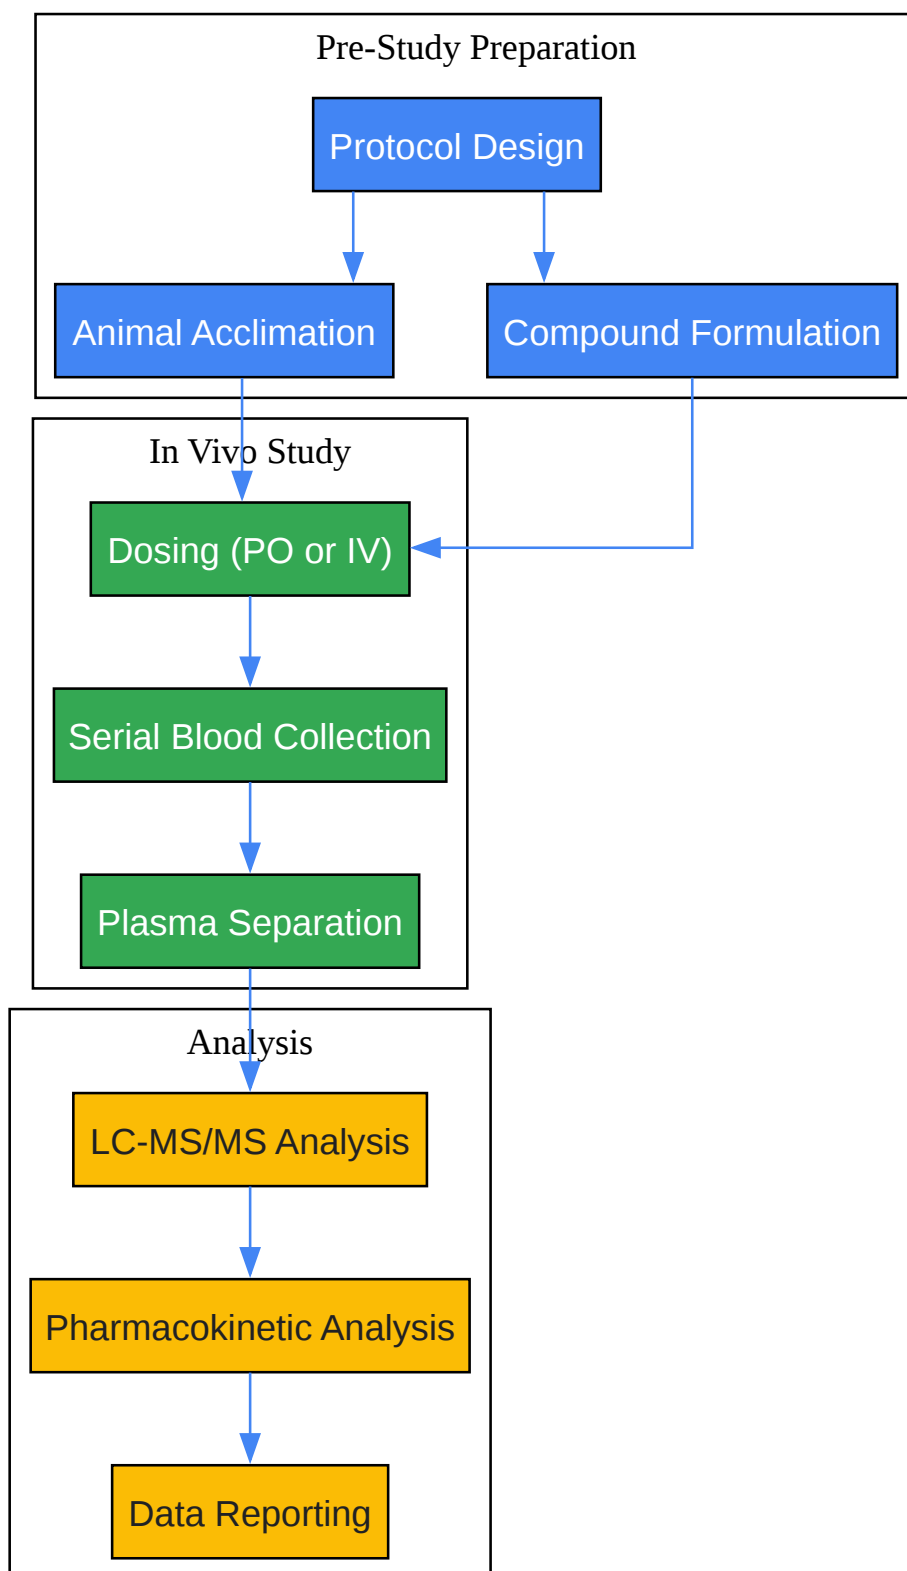 Pre-Study Preparation
Protocol Design
Animal Acclimation
Compound Formulation
In Vivo Study
Dosing (PO or IV)
Serial Blood Collection
Plasma Separation
Analysis
LC-MS/MS Analysis
Pharmacokinetic Analysis
Data Reporting